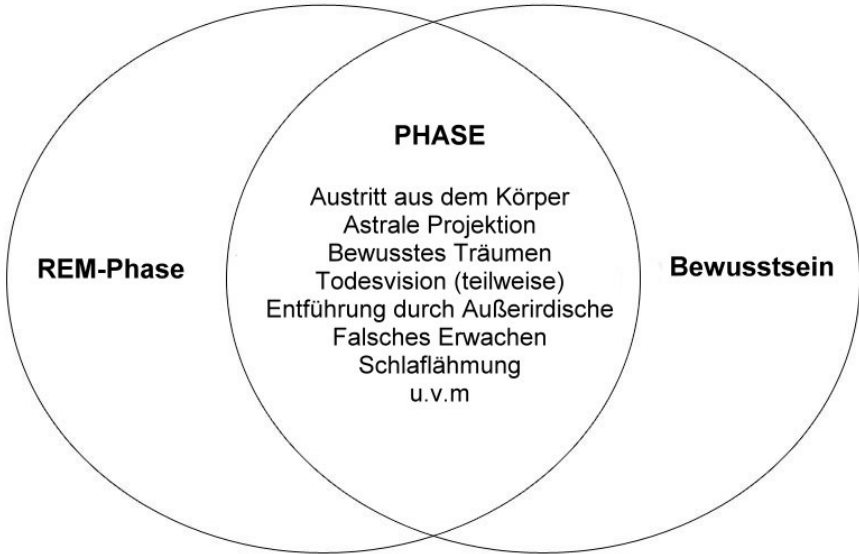 PHASE
Austritt aus dem Körper
Astrale Projektion
REM-Phase
Bewusstes Träumen
Bewusstsein
Todesvision (teilweise)
Entführung durch Außerirdische
Falsches Erwachen
Schlaflähmung
u.v.m